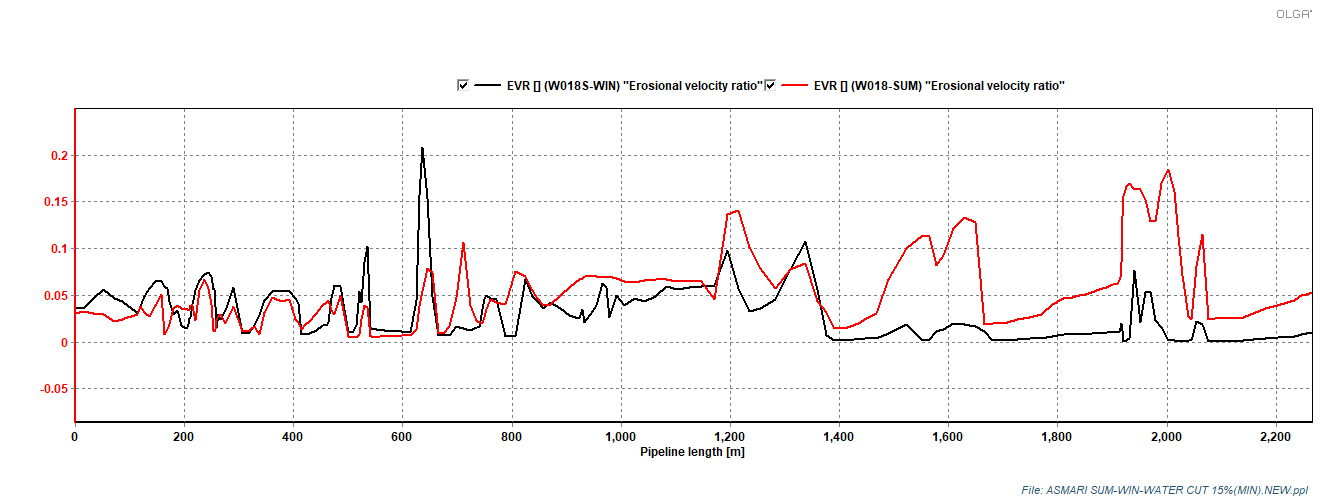 OLGA
EVR [] (W018S-WIN) "Erosional velocity ratio" EVR [] (W018-SUM) "Erosional velocity ratio"
0.2
0.15
0.1
0.05
0
-0.05
0 200 400 600 800 1,000 1,200 1,400 1,600 1,800 2,000 2,200
Pipeline length [m]
File: ASMARI SUM-WIN-WATER CUT 15%(MIN).NEW.ppl